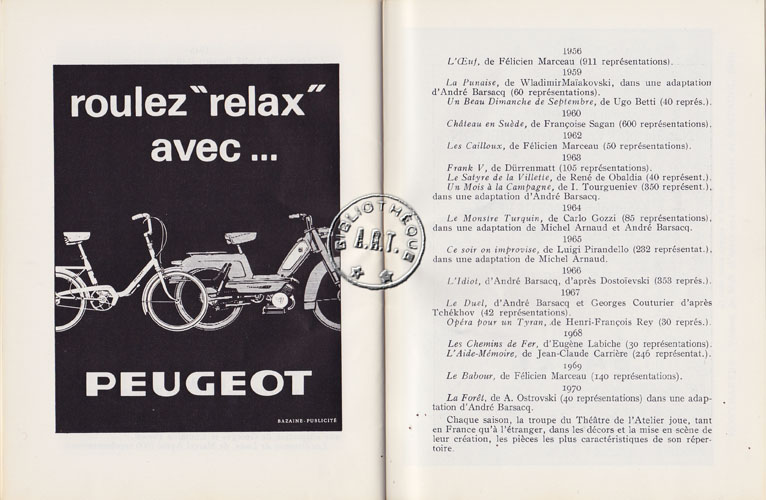 roulez "relax"
avec ...
PEUGEOT
BAZAINE-PUBLICITÉ
BIBLIOTHÈQUE
A.R.T.
1956
L'Œuf, de Félicien Marceau (911 représentations).
1959
La Punaise, de WladimirMaïakovski, dans une adaptation
d'André Barsacq (60 représentations).
Un Beau Dimanche de Septembre, de Ugo Betti (40 représ.).
1960
Château en Suède, de Françoise Sagan (600 représentations).
1962
Les Cailloux, de Félicien Marceau (50 représentations).
1963
Frank V, de Dürrenmatt (105 représentations).
Le Satyre de la Villette, de René de Obaldia (40 représent.).
Un Mois à la Campagne, de I. Tourgueniev (350 représent.),
dans une adaptation d'André Barsacq.
1964
Le Monstre Turquin, de Carlo Gozzi (85 représentations),
dans une adaptation de Michel Arnaud et André Barsacq.
1965
Ce soir on improvise, de Luigi Pirandello (232 représentat.),
dans une adaptation de Michel Arnaud.
1966
L'Idiot, d'André Barsacq, d'après Dostoïevski (353 représ.).
1967
Le Duel, d'André Barsacq et Georges Couturier d'après
Tchékhov (42 représentations).
Opéra pour un Tyran, de Henri-François Rey (30 représ.).
1968
Les Chemins de Fer, d'Eugène Labiche (30 représentations).
L'Aide-Mémoire, de Jean-Claude Carrière (246 représentat.).
1969
Le Babour, de Félicien Marceau (140 représentations).
1970
La Forêt, de A. Ostrovski (40 représentations) dans une adap-
tation d'André Barsacq.
Chaque saison, la troupe du Théâtre de l'Atelier joue, tant
en France qu'à l'étranger, dans les décors et la mise en scène de
leur création, les pièces les plus caractéristiques de son réper-
toire.